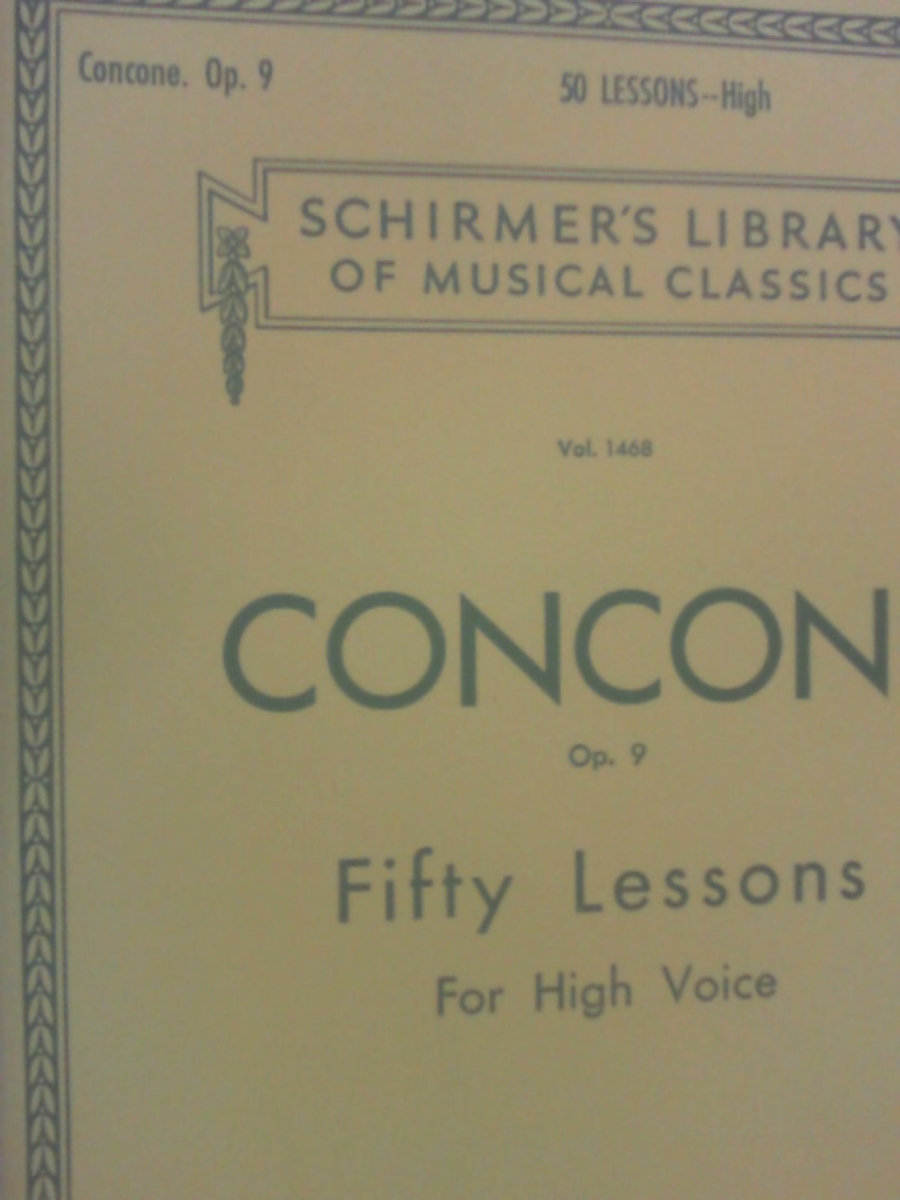 Concone. Op. 9
50 LESSONS--High
SCHIRMER'S LIBRARY
OF MUSICAL CLASSICS
Vol. 1468
CONCON
Op. 9
Fifty Lessons
For High Voice